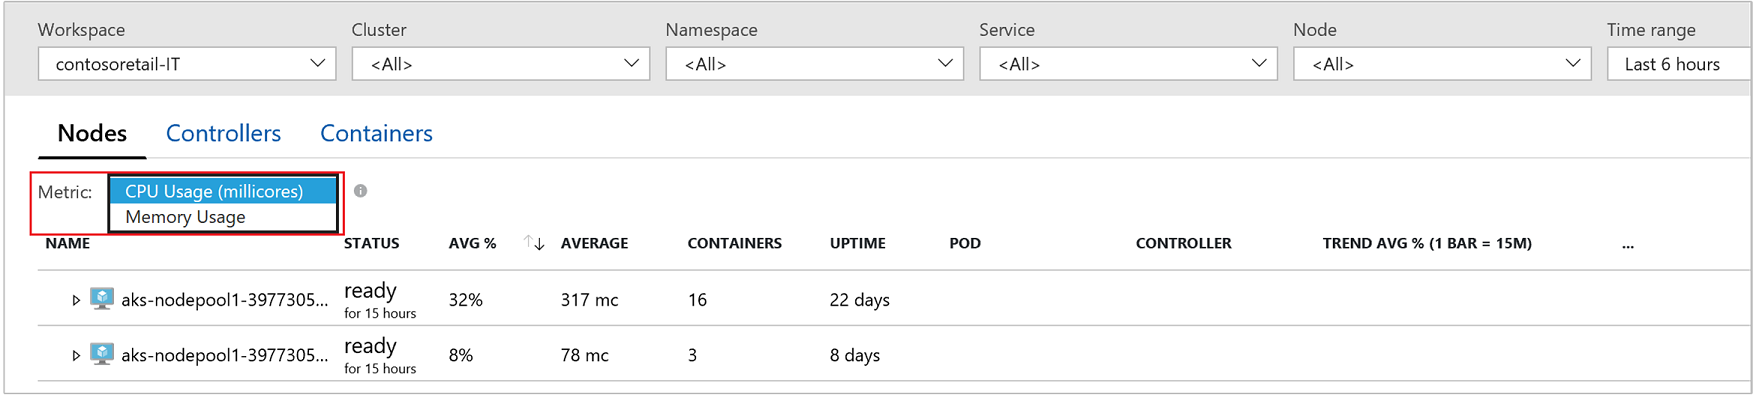 Workspace Cluster Namespace Service Node Time range
contosoretail-IT <All> <All> <All> <All> Last 6 hours
Nodes Controllers Containers
Metric: CPU Usage (millicores)
Memory Usage
NAME STATUS AVG % AVERAGE CONTAINERS UPTIME POD CONTROLLER TREND AVG % (1 BAR = 15M) ...
aks-nodepool1-3977305... ready 32% 317 mc 16 22 days
for 15 hours
aks-nodepool1-3977305... ready 8% 78 mc 3 8 days
for 15 hours